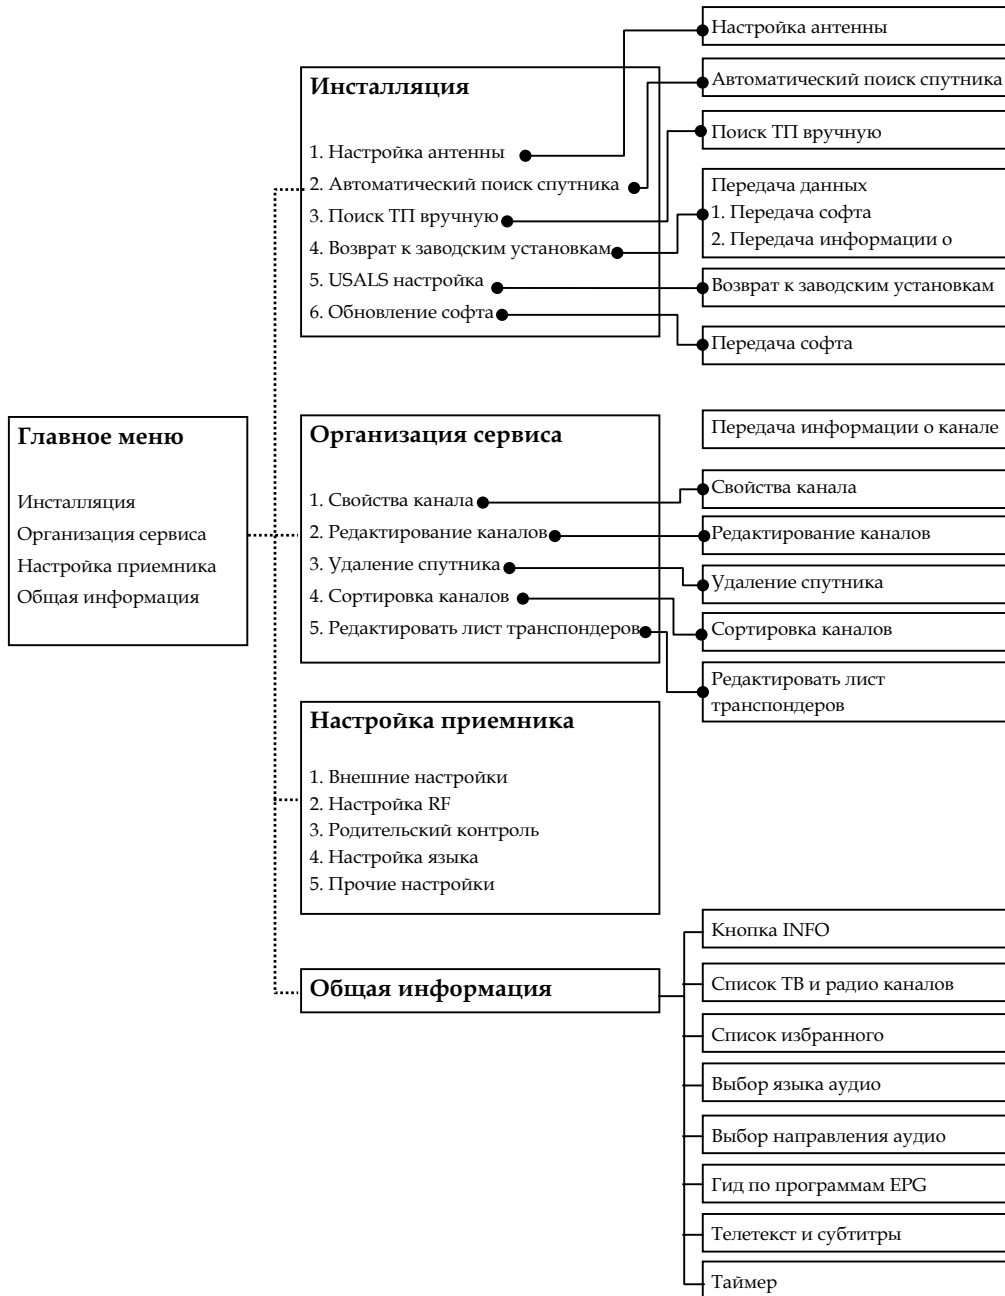 Главное меню
Инсталляция
Организация сервиса
Настройка приемника
Общая информация
Инсталляция
1. Настройка антенны
2. Автоматический поиск спутника
3. Поиск ТП вручную
4. Возврат к заводским установкам
5. USALS настройка
6. Обновление софта
Организация сервиса
1. Свойства канала
2. Редактирование каналов
3. Удаление спутника
4. Сортировка каналов
5. Редактировать лист транспондеров
Настройка приемника
1. Внешние настройки
2. Настройка RF
3. Родительский контроль
4. Настройка языка
5. Прочие настройки
Общая информация
Настройка антенны
Автоматический поиск спутника
Поиск ТП вручную
Передача данных
1. Передача софта
2. Передача информации о
Возврат к заводским установкам
Передача софта
Передача информации о канале
Свойства канала
Редактирование каналов
Удаление спутника
Сортировка каналов
Редактировать лист
транспондеров
Кнопка INFO
Список ТВ и радио каналов
Список избранного
Выбор языка аудио
Выбор направления аудио
Гид по программам EPG
Телетекст и субтитры
Таймер